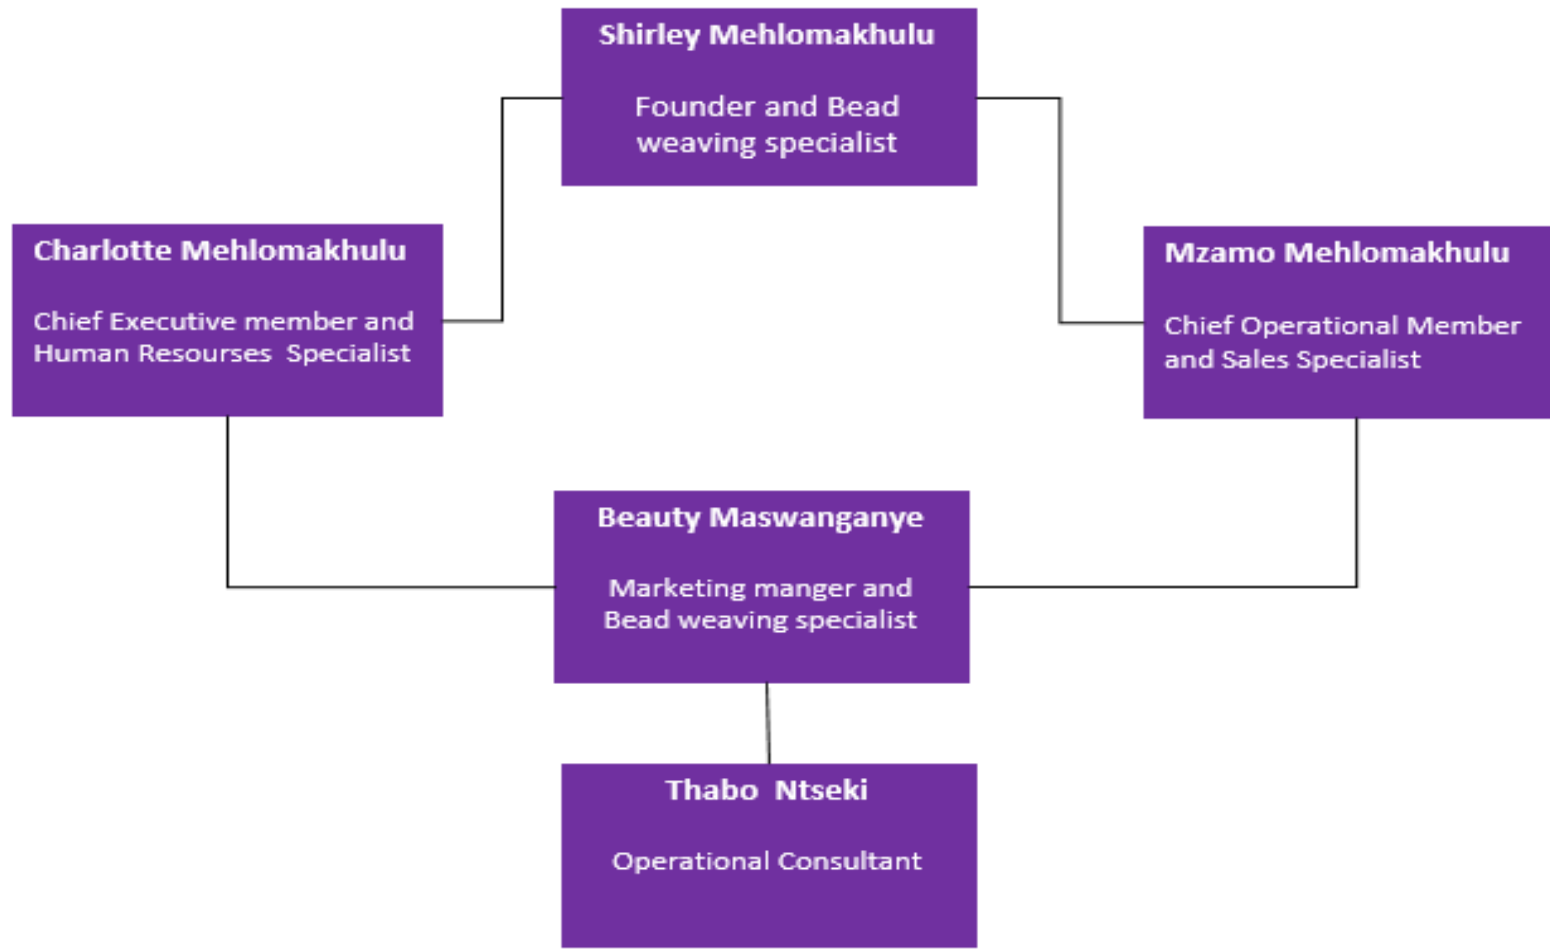 Shirley Mehlomakhulu
Founder and Bead
weaving specialist
Charlotte Mehlomakhulu
Chief Executive member and
Human Resourses  Specialist
Mzamo Mehlomakhulu
Chief Operational Member
and Sales Specialist
Beauty Maswanganye
Marketing manger and
Bead weaving specialist
Thabo  Ntseki
Operational Consultant